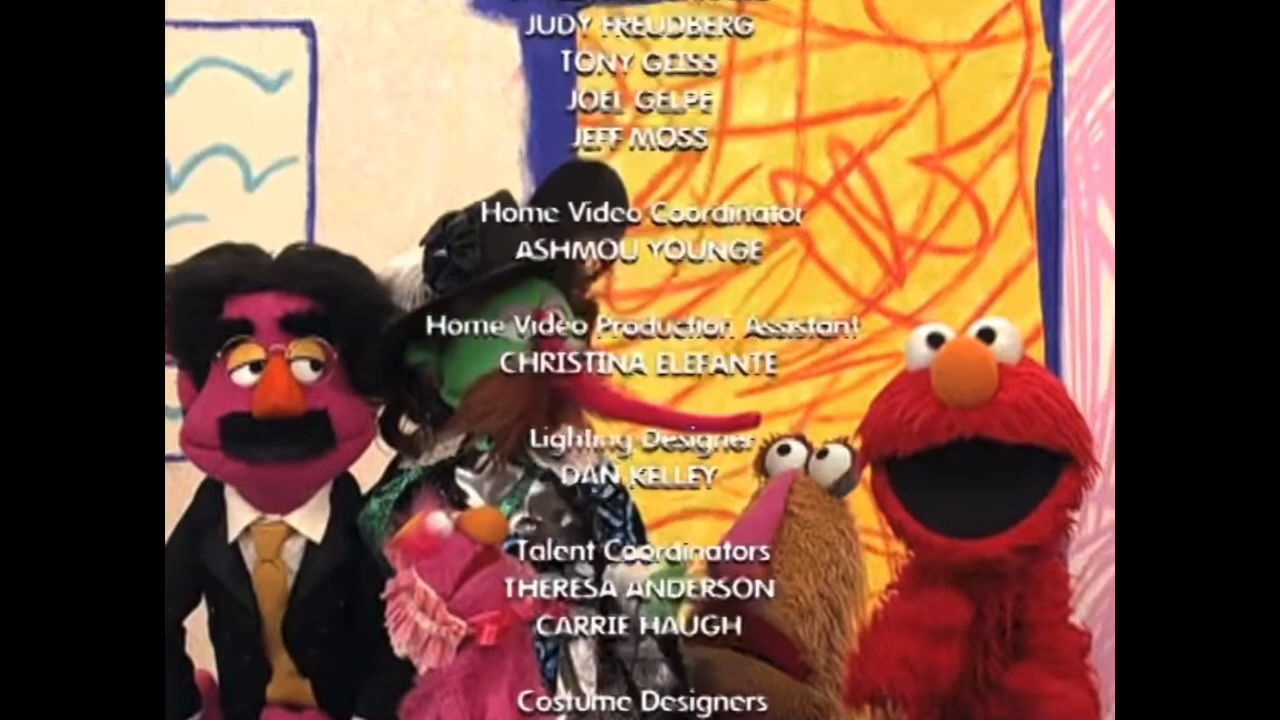 JUDY FREUDBERG
TONY GEISS
JOEL GELPE
JEFF MOSS
Home Video Coordinator
ASHMOU YOUNGE
Home Video Production Assistant
CHRISTINA ELEFANTE
Lighting Designer
DAN KELLEY
Talent Coordinators
THERESA ANDERSON
CARRIE HAUGH
Costume Designers